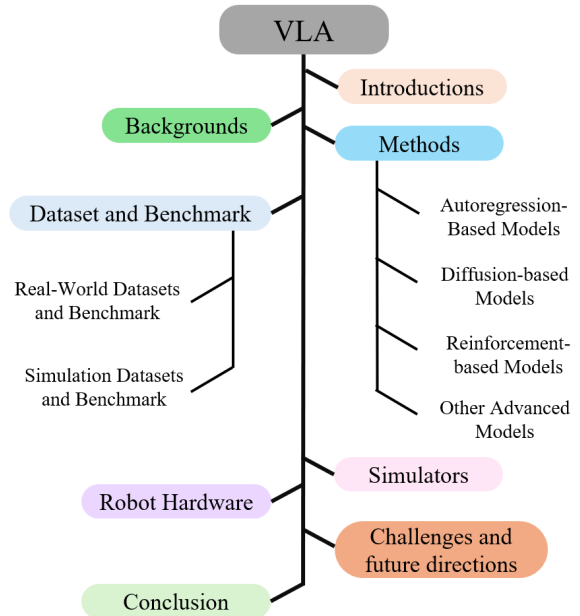 VLA
Introductions
Backgrounds
Methods
Autoregression-
Based Models
Diffusion-based
Models
Reinforcement-
based Models
Other Advanced
Models
Dataset and Benchmark
Real-World Datasets
and Benchmark
Simulation Datasets
and Benchmark
Simulators
Robot Hardware
Challenges and
future directions
Conclusion